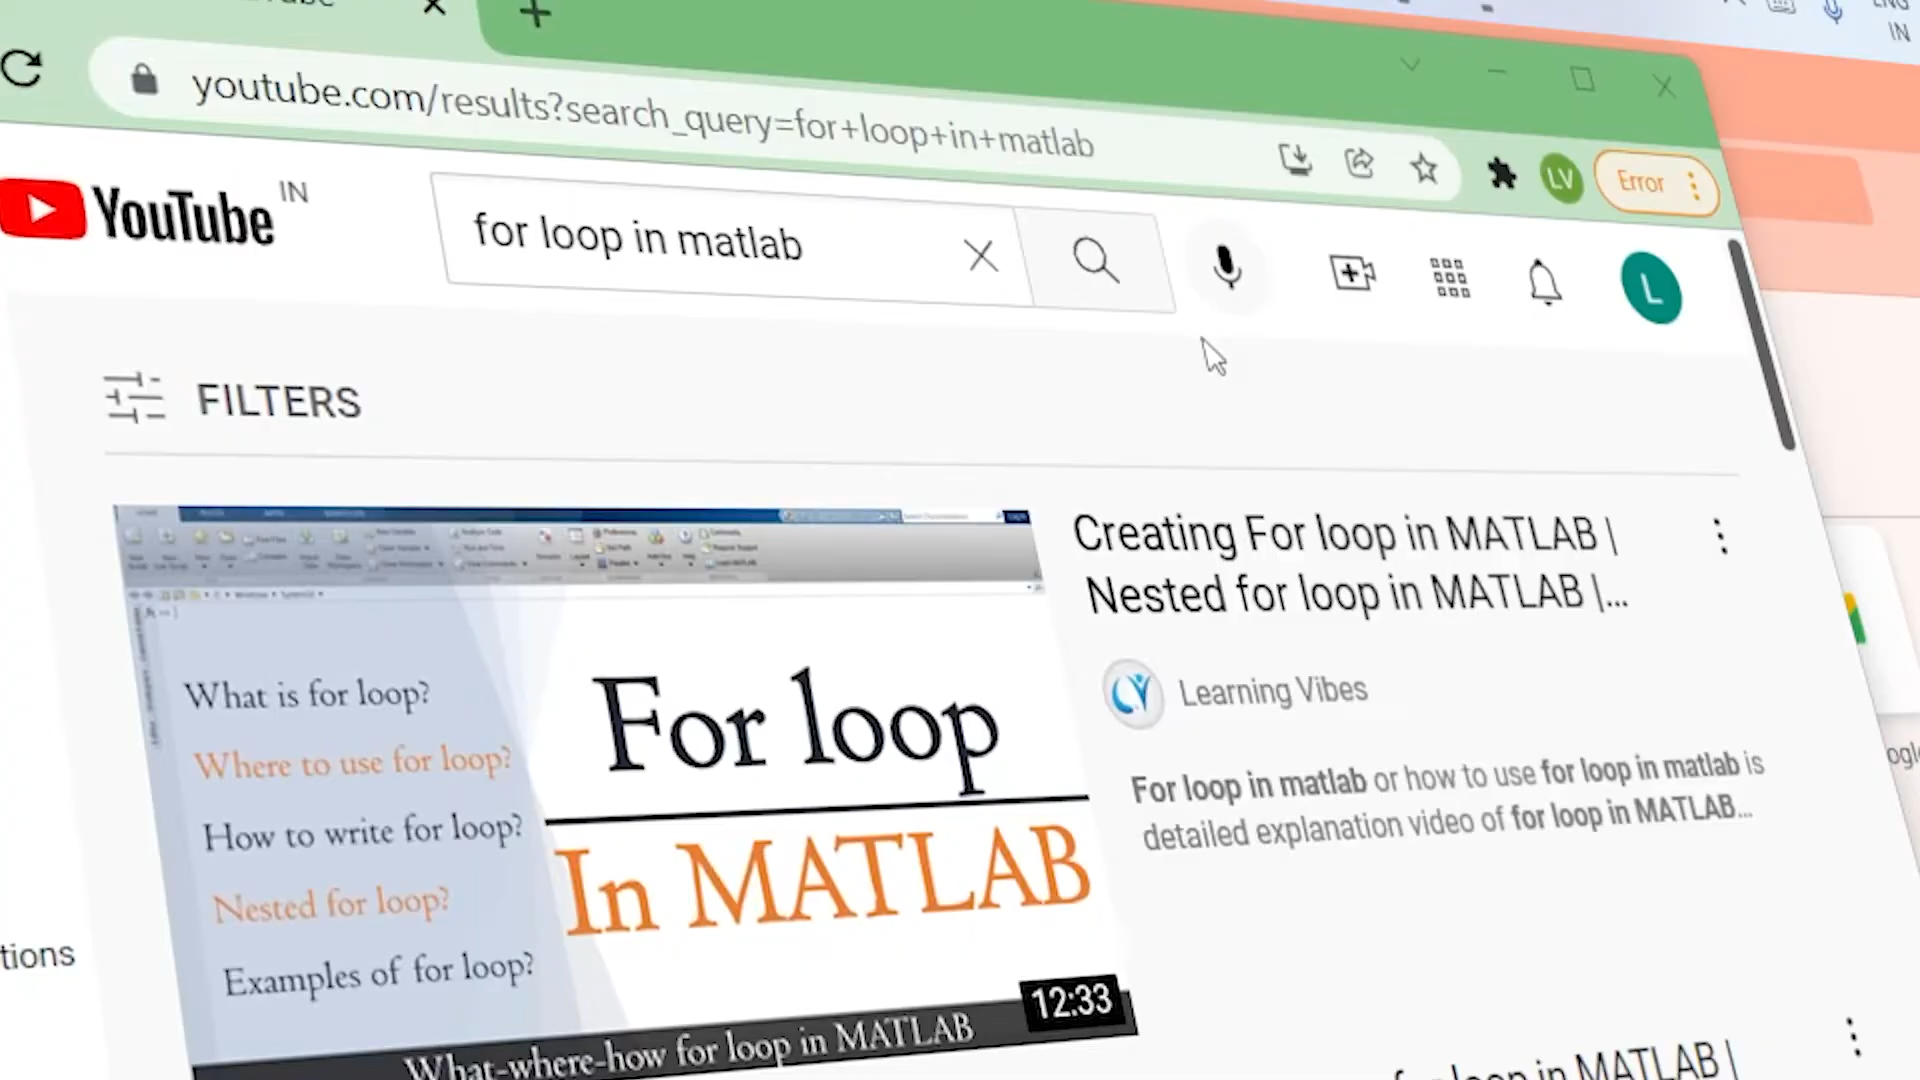 ENG
IN
youtube.com/results?search_query=for+loop+in+matlab
LV
Error
YouTube IN
for loop in matlab
L
FILTERS
Creating For loop in MATLAB |
Nested for loop in MATLAB |...
Learning Vibes
For loop in matlab or how to use for loop in matlab is
detailed explanation video of for loop in MATLAB...
What is for loop?
Where to use for loop?
How to write for loop?
Nested for loop?
Examples of for loop?
For loop
In MATLAB
12:33
What-where-how for loop in MATLAB
tions
for loop in MATLAB |